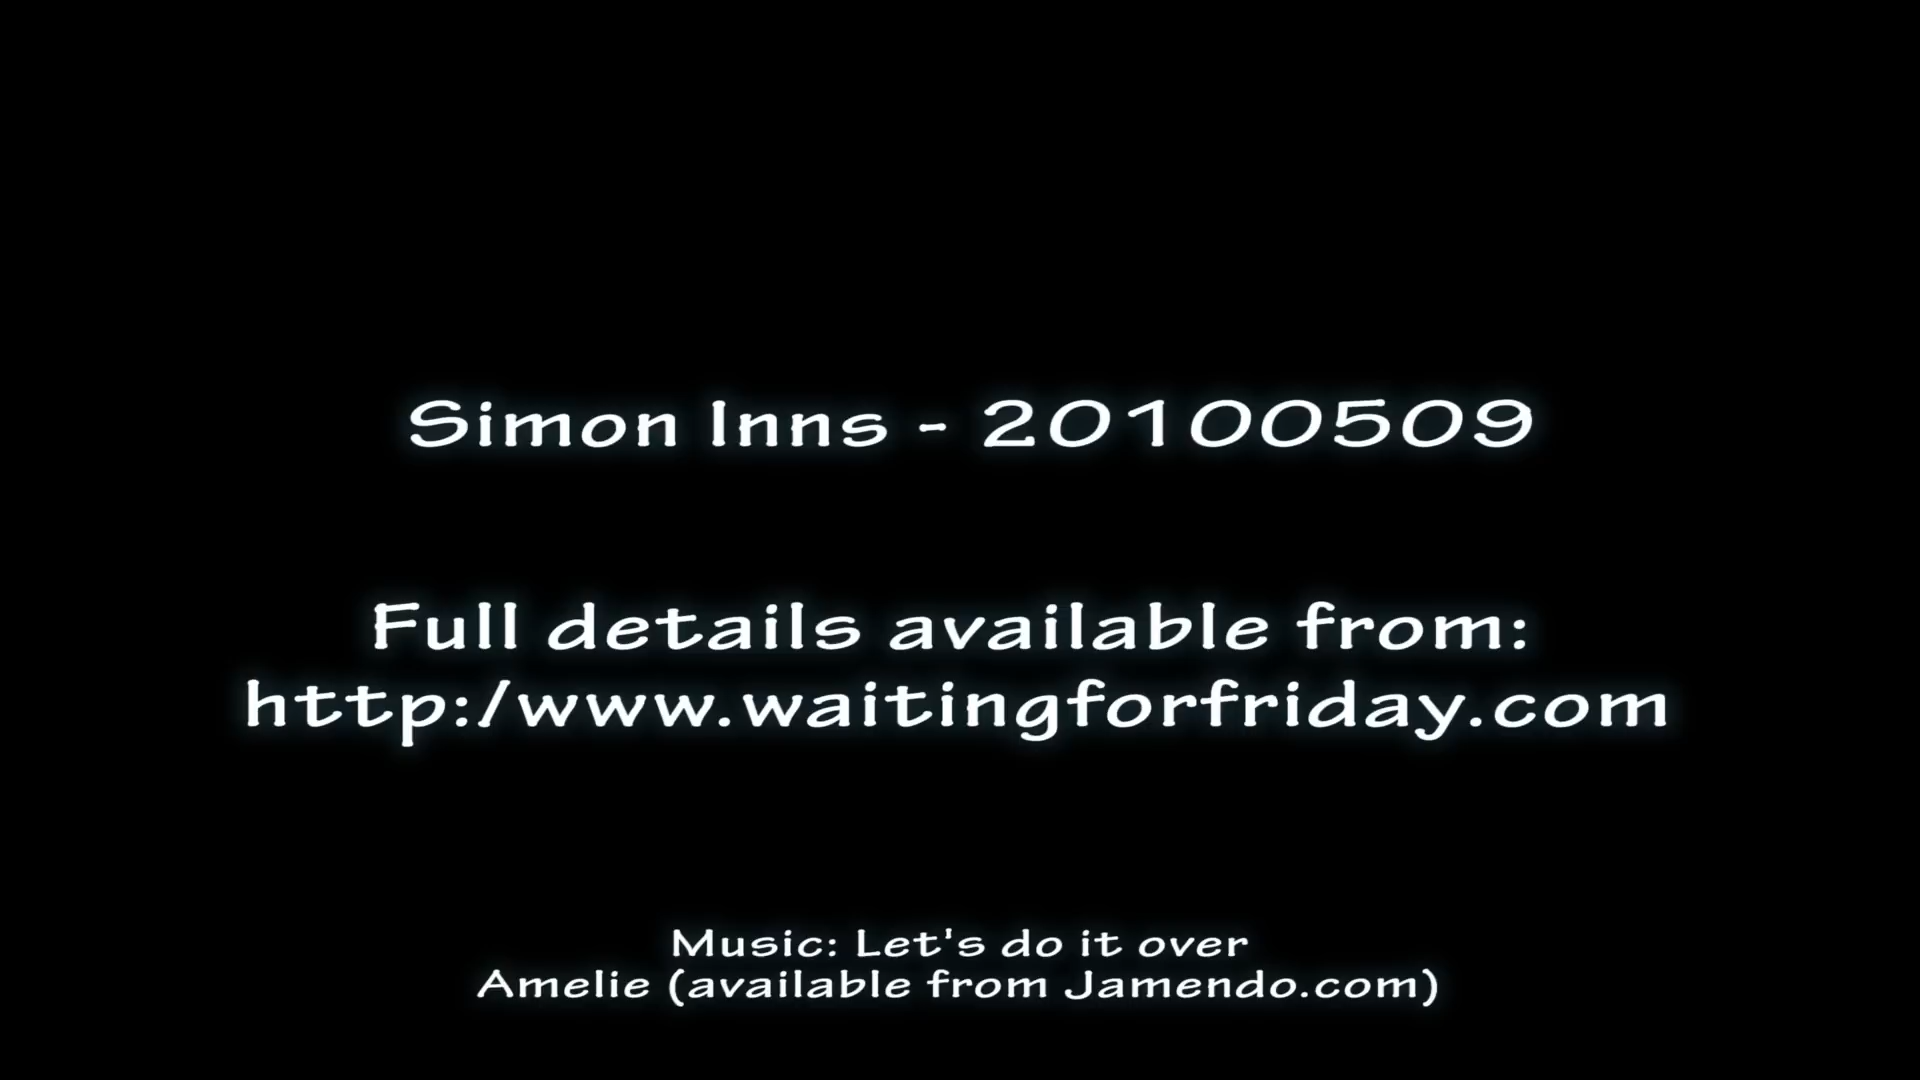 Simon Inns - 20100509
Full details available from:
http:/www.waitingforfriday.com
Music: Let's do it over
Amelie (available from Jamendo.com)